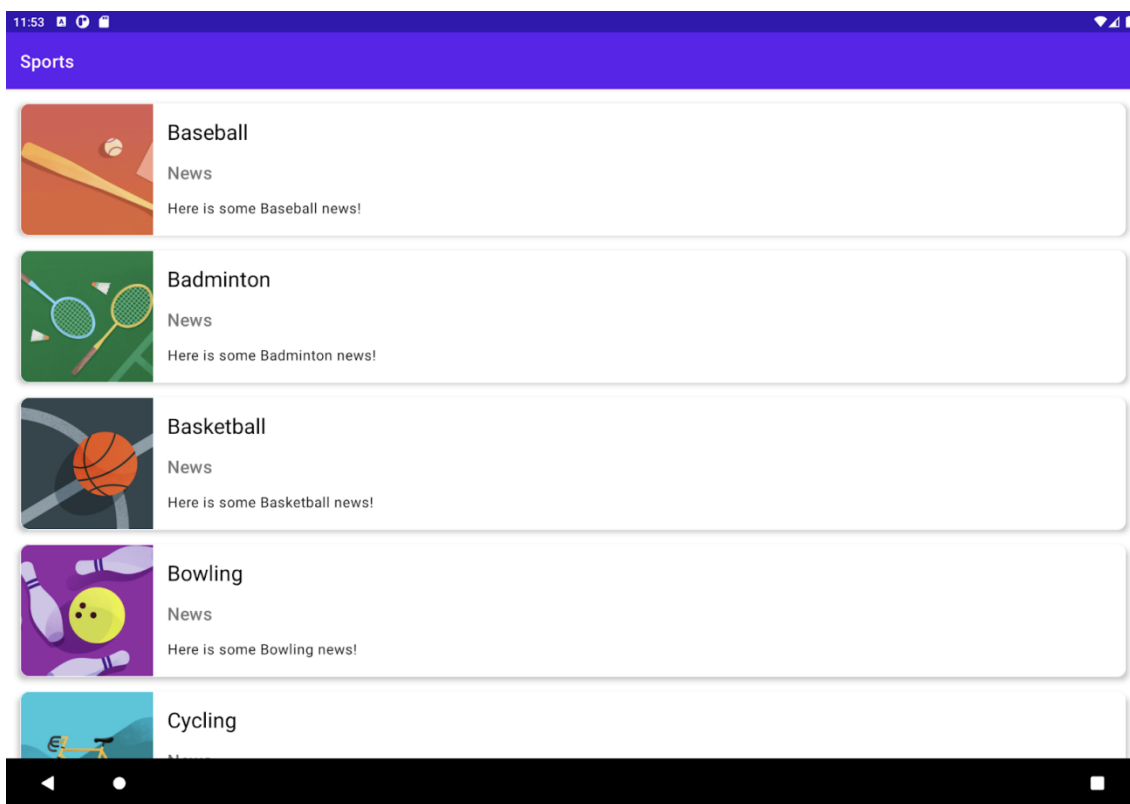 11:53
Sports
Baseball
News
Here is some Baseball news!
Badminton
News
Here is some Badminton news!
Basketball
News
Here is some Basketball news!
Bowling
News
Here is some Bowling news!
Cycling